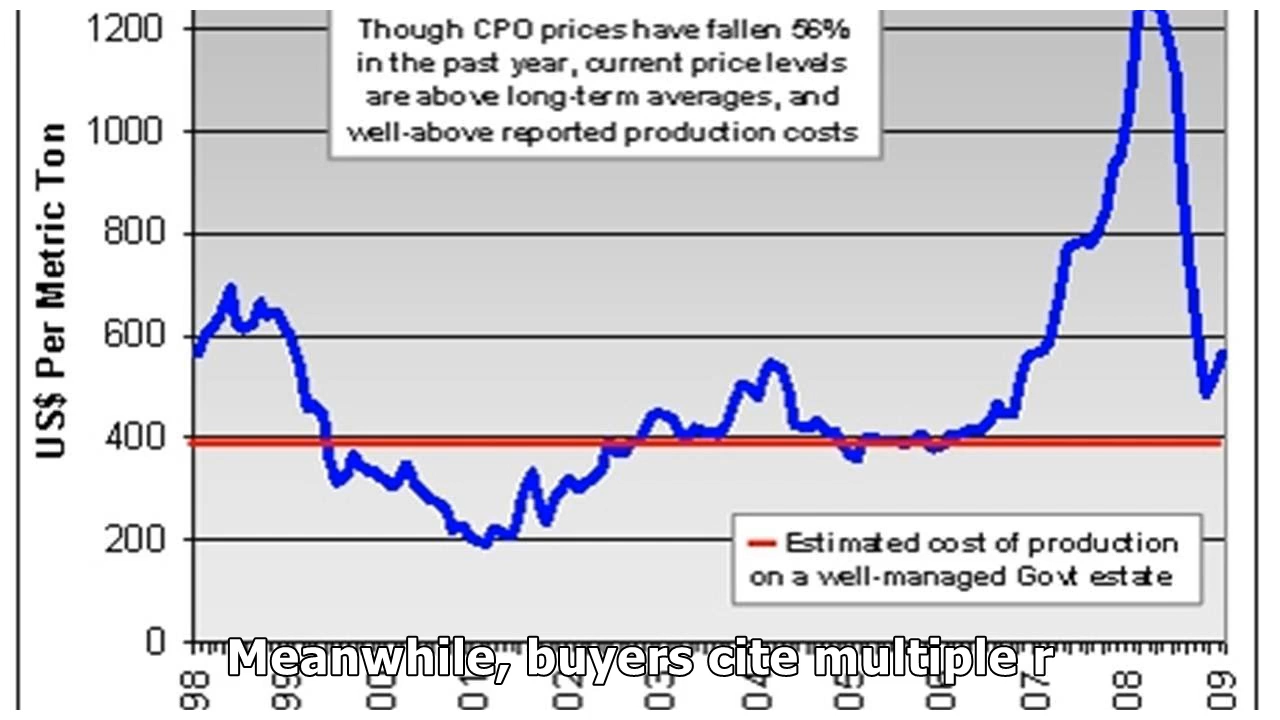 1200
Though CPO prices have fallen 56%
in the past year, current price levels
are above long-term averages, and
well-above reported production costs
1000
800
600
400
200
0
US$ Per Metric Ton
Estimated cost of production
on a well-managed Govt estate
Meanwhile, buyers cite multiple r
98 99 00 01 02 03 04 05 06 07 08 09